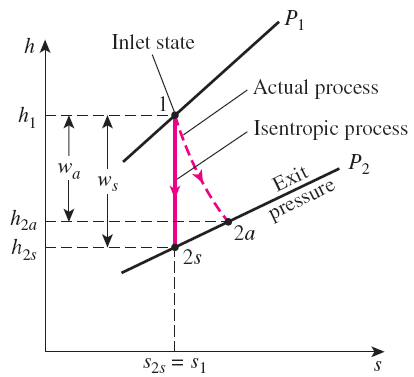 P₁
h
Inlet state
Actual process
1
h₁
Isentropic process
P₂
wₐ
wₛ
Exit
pressure
h₂ₐ
2a
h₂ₛ
2s
s₂ₛ = s₁
s